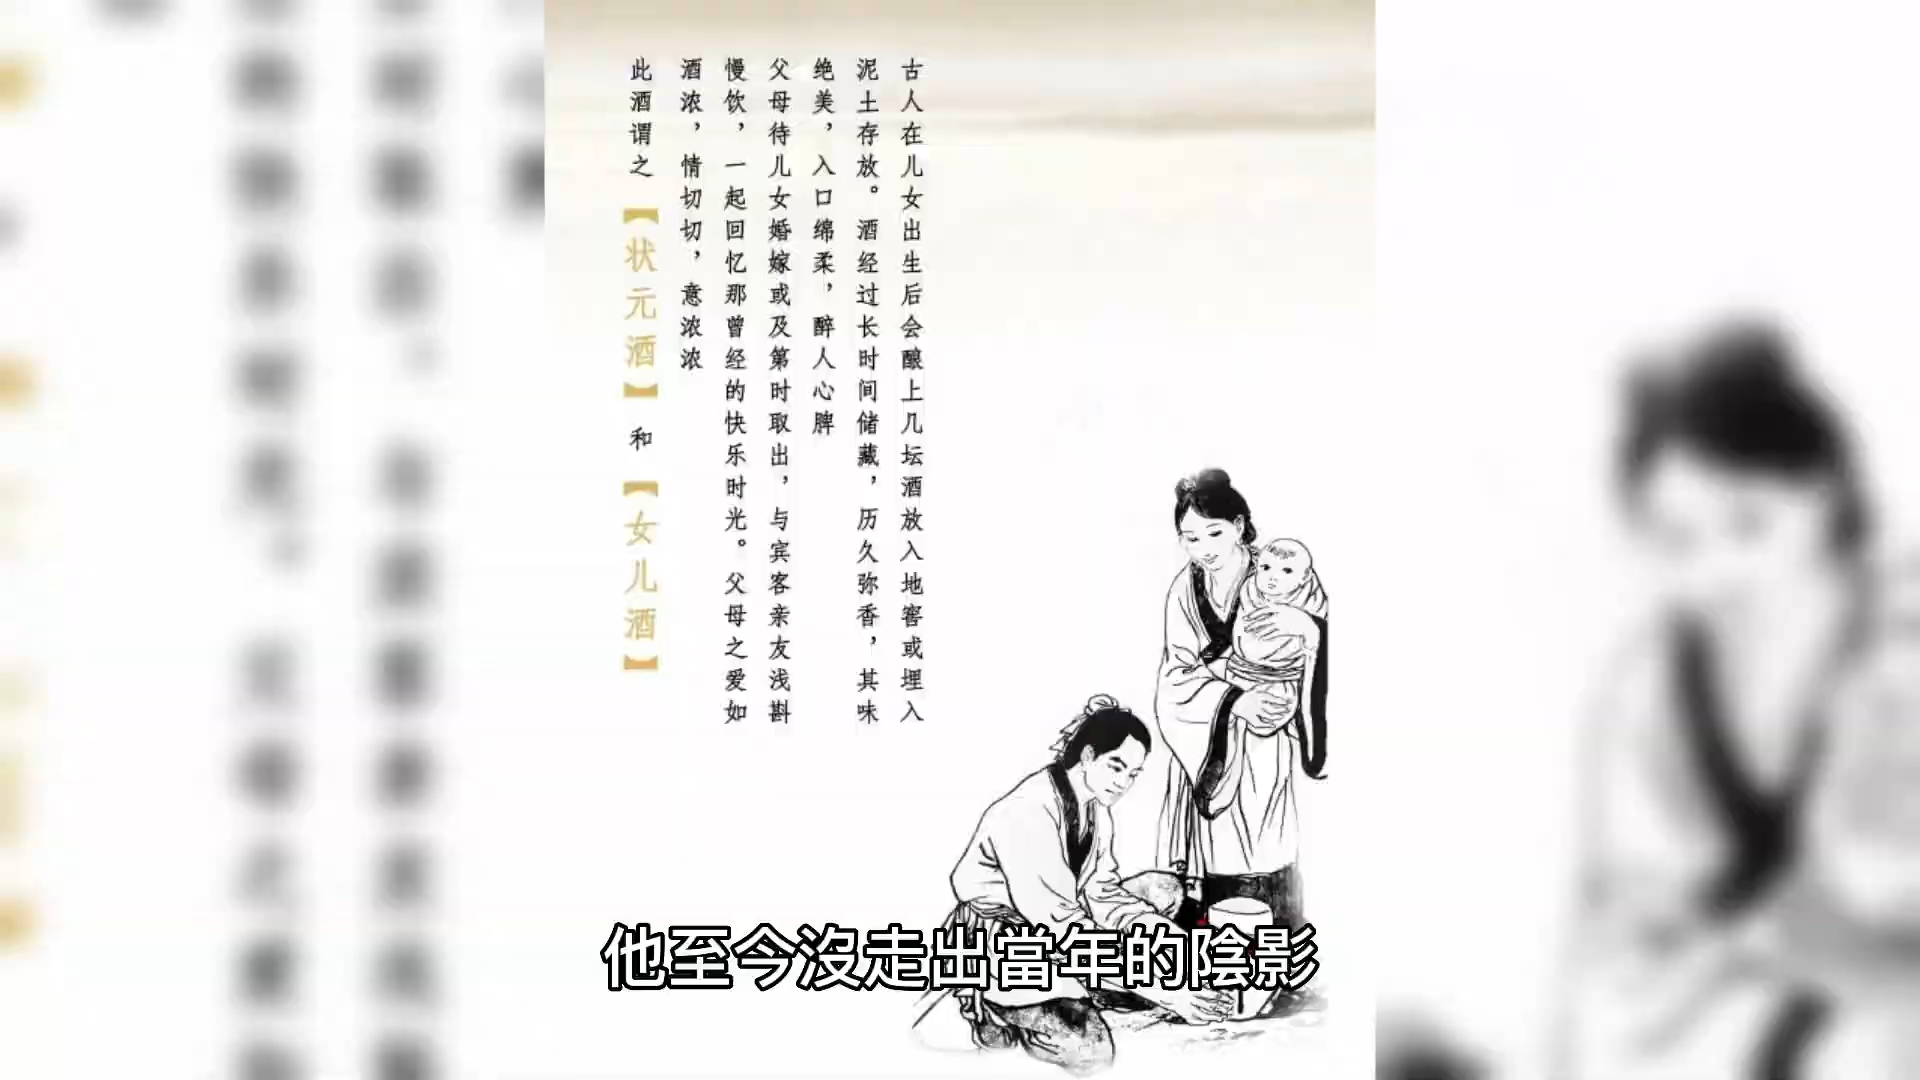 古人在儿女出生后会酿上几坛酒放入地窖或埋入
泥土存放。酒经过长时间储藏，历久弥香，其味
绝美，入口绵柔，醉人心脾
父母待儿女婚嫁或及第时取出，与宾客亲友浅斟
慢饮，一起回忆那曾经的快乐时光。父母之爱如
酒浓，情切切，意浓浓
此酒谓之【状元酒】和【女儿酒】
他至今沒走出當年的陰影